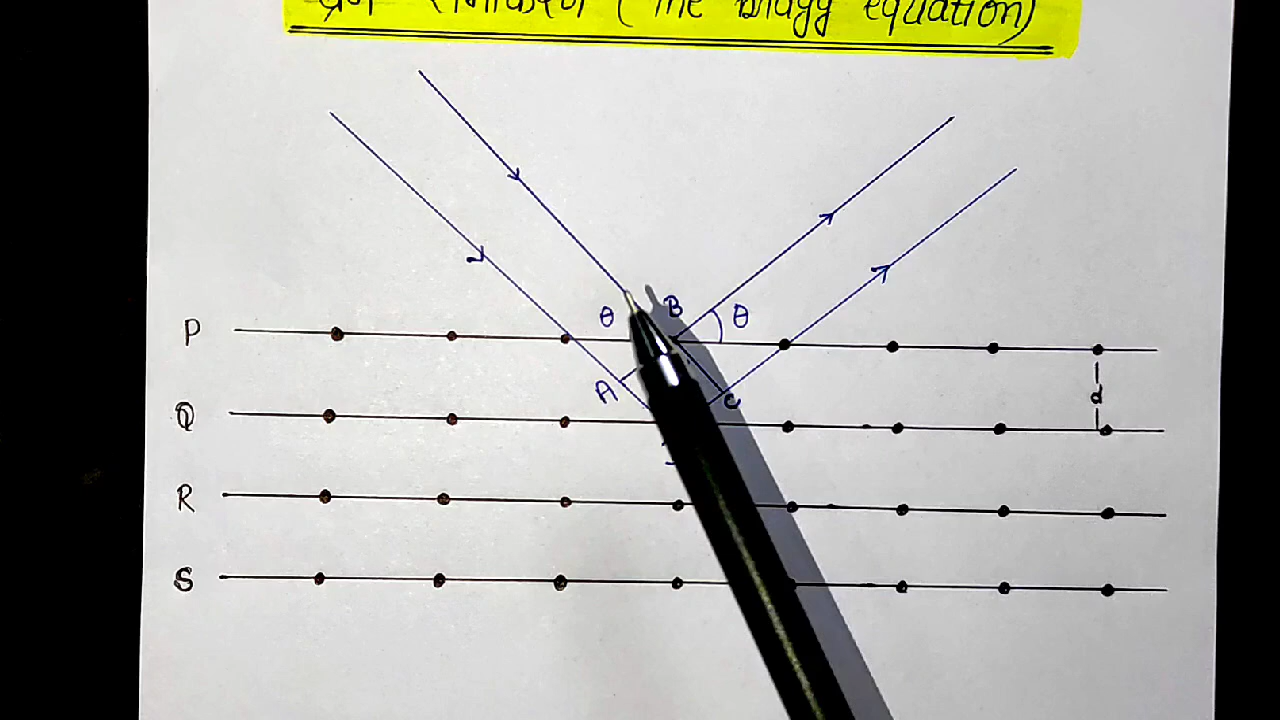 (The Bragg equation)
B
θ θ
P
A C
d
Q
R
S